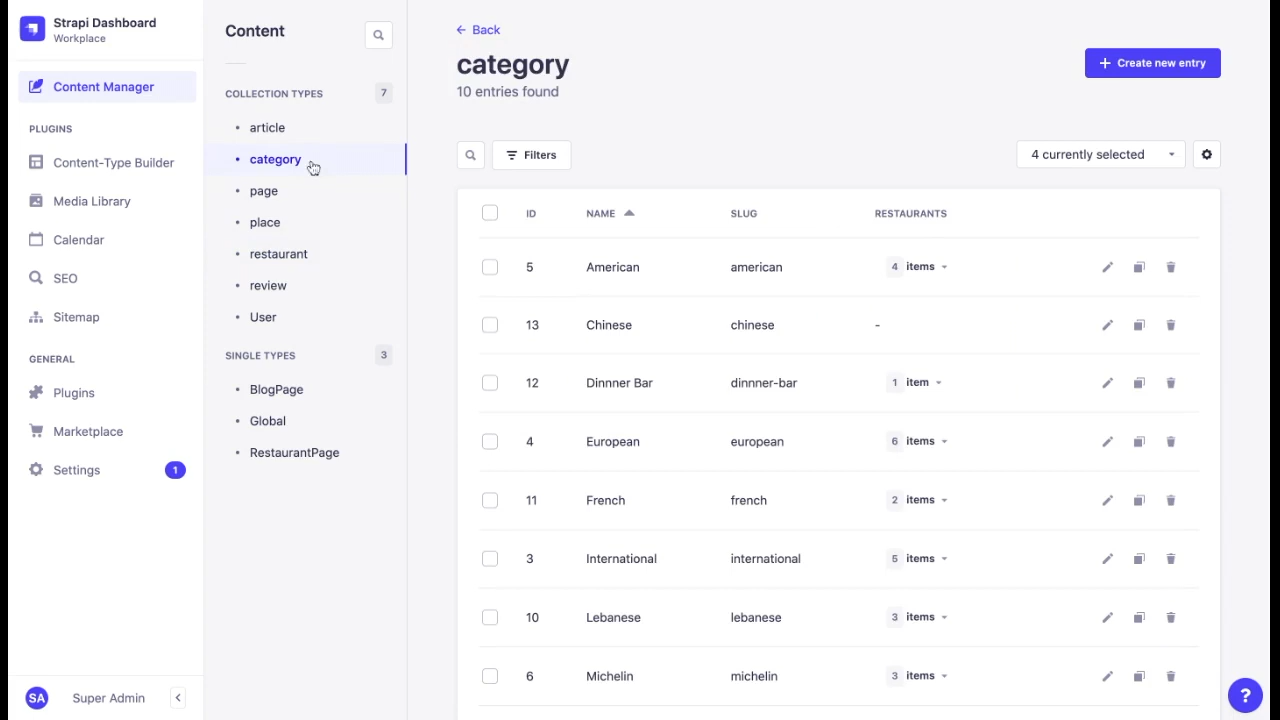 Strapi Dashboard
Workplace
Content Manager
PLUGINS
Content-Type Builder
Media Library
Calendar
SEO
Sitemap
GENERAL
Plugins
Marketplace
Settings
1
SA
Super Admin
Content
COLLECTION TYPES
7
article
category
page
place
restaurant
review
User
SINGLE TYPES
3
BlogPage
Global
RestaurantPage
Back
category
10 entries found
Create new entry
Filters
4 currently selected
ID NAME SLUG RESTAURANTS
5 American american 4 items
13 Chinese chinese -
12 Dinnner Bar dinnner-bar 1 item
4 European european 6 items
11 French french 2 items
3 International international 5 items
10 Lebanese lebanese 3 items
6 Michelin michelin 3 items
?